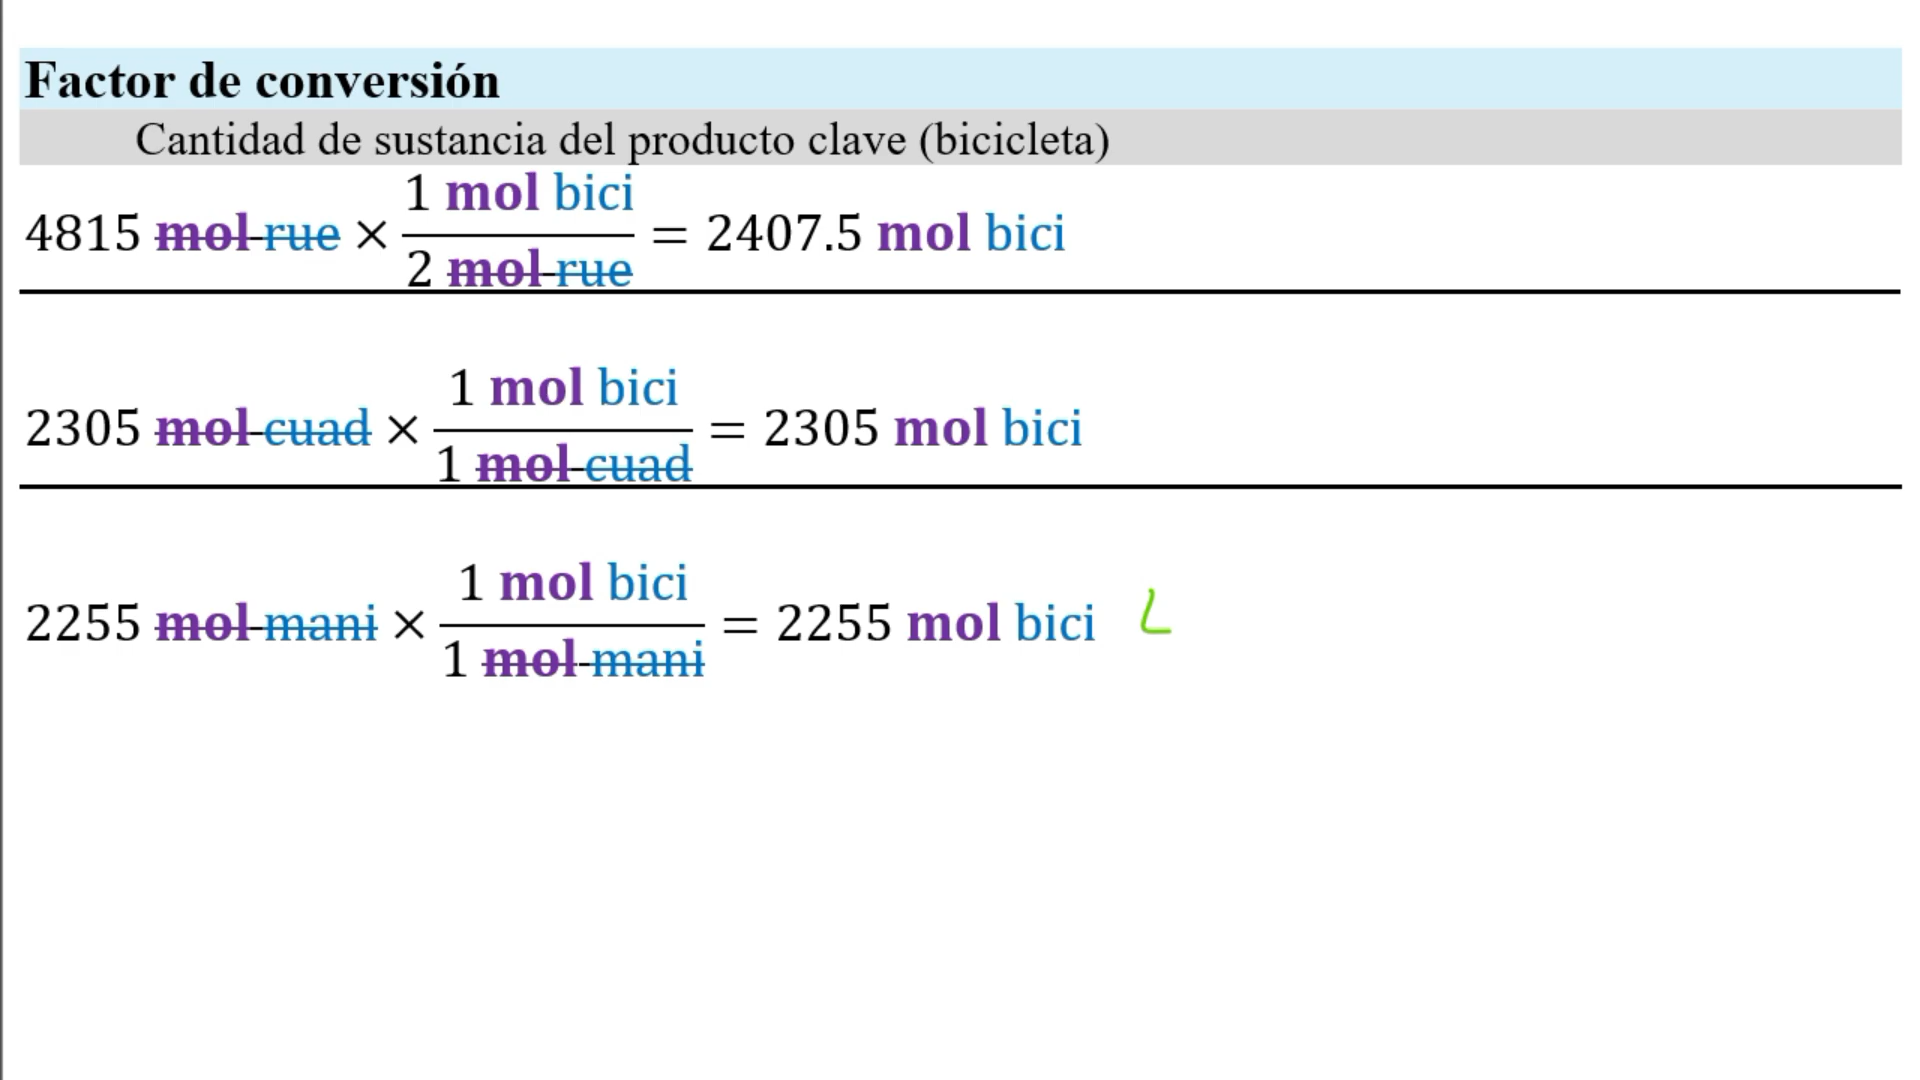 Factor de conversión
Cantidad de sustancia del producto clave (bicicleta)
4815 mol rue × 1 mol bici / 2 mol rue = 2407.5 mol bici
2305 mol cuad × 1 mol bici / 1 mol cuad = 2305 mol bici
2255 mol mani × 1 mol bici / 1 mol mani = 2255 mol bici L